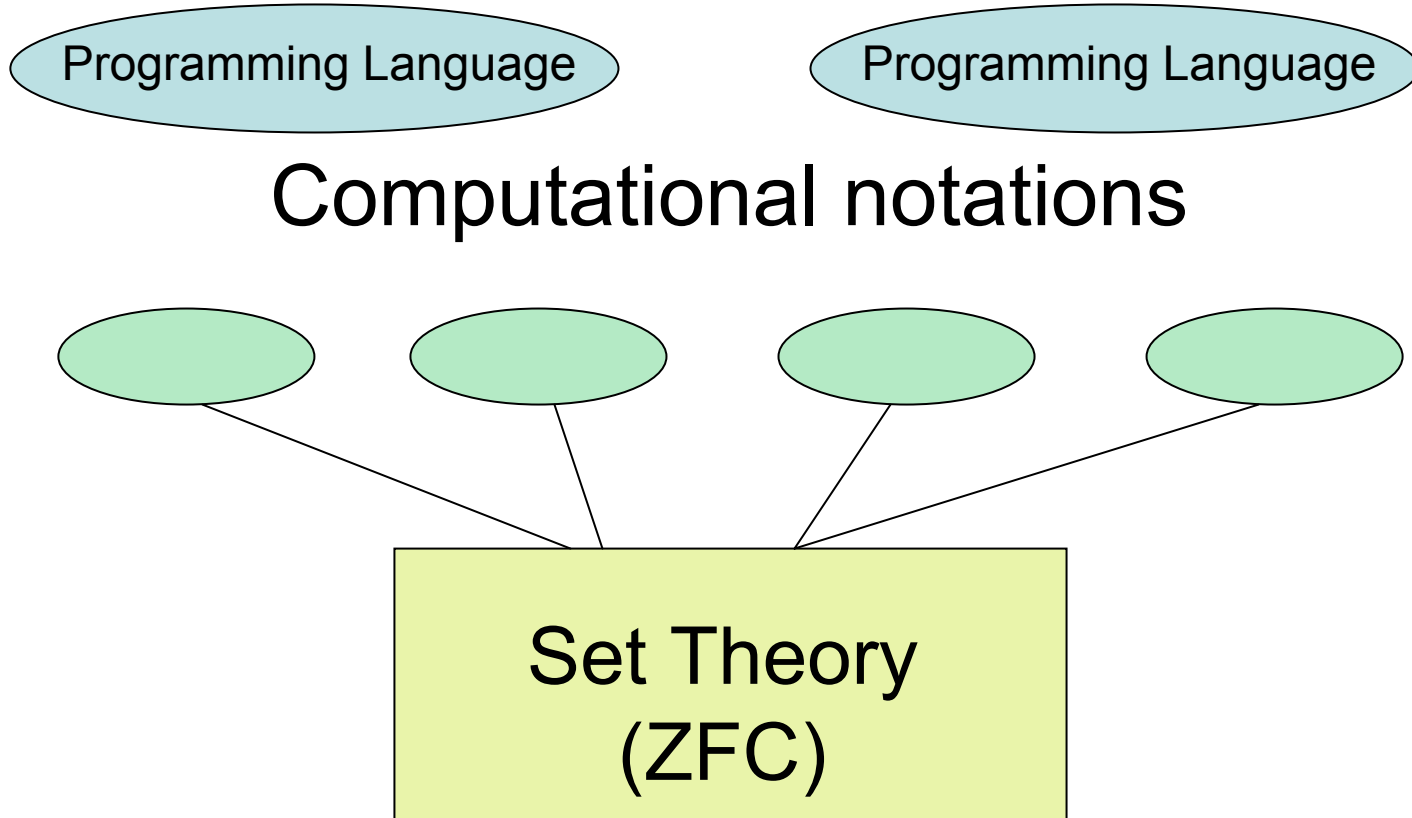 Programming Language
Programming Language
Computational notations
Set Theory
(ZFC)